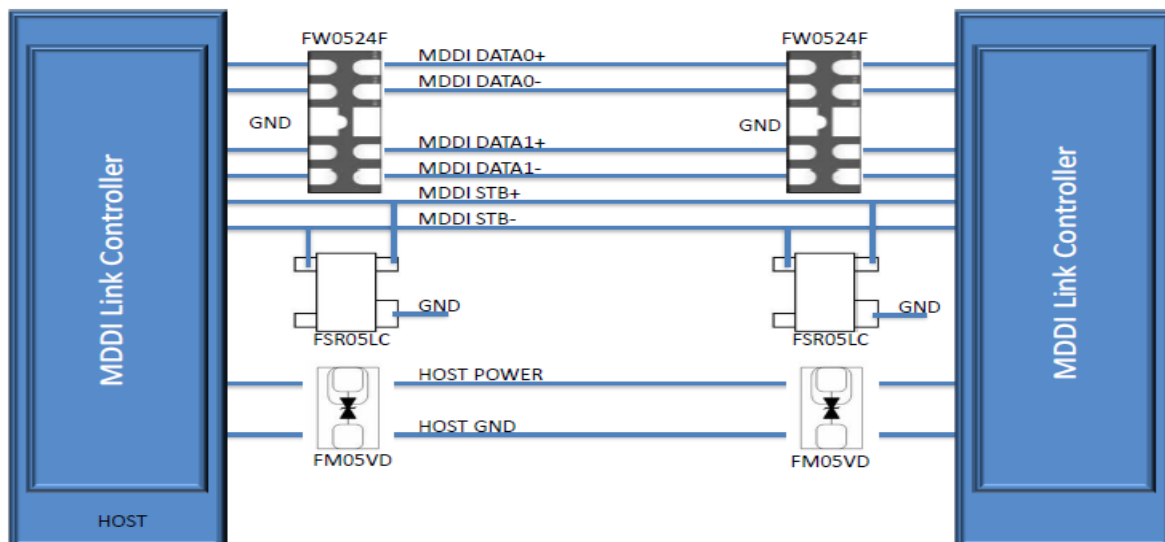 FW0524F
FW0524F
MDDI DATA0+
MDDI DATA0-
GND
GND
MDDI DATA1+
MDDI DATA1-
MDDI STB+
MDDI STB-
MDDI Link Controller
MDDI Link Controller
GND
GND
FSR05LC
FSR05LC
HOST POWER
HOST GND
FM05VD
FM05VD
HOST